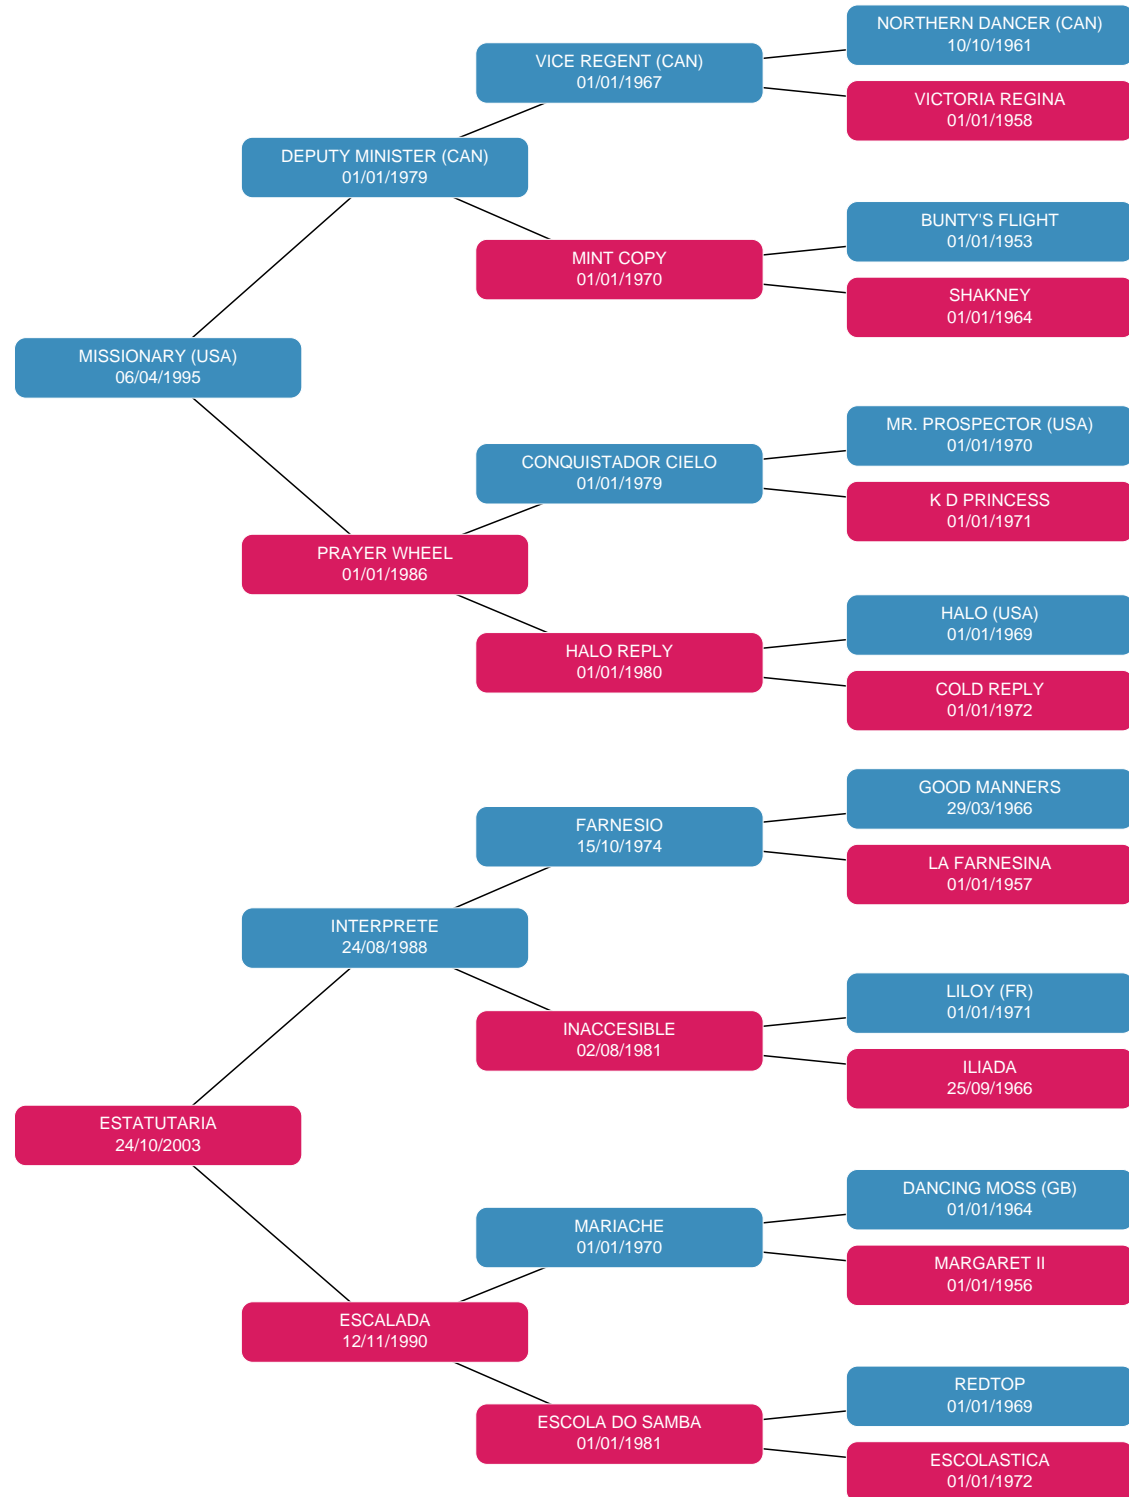 NORTHERN DANCER (CAN)
10/10/1961
VICE REGENT (CAN)
01/01/1967
VICTORIA REGINA
01/01/1958
DEPUTY MINISTER (CAN)
01/01/1979
BUNTY'S FLIGHT
01/01/1953
MINT COPY
01/01/1970
SHAKNEY
01/01/1964
MISSIONARY (USA)
06/04/1995
MR. PROSPECTOR (USA)
01/01/1970
CONQUISTADOR CIELO
01/01/1979
K D PRINCESS
01/01/1971
PRAYER WHEEL
01/01/1986
HALO (USA)
01/01/1969
HALO REPLY
01/01/1980
COLD REPLY
01/01/1972
GOOD MANNERS
29/03/1966
FARNESIO
15/10/1974
LA FARNESINA
01/01/1957
INTERPRETE
24/08/1988
LILOY (FR)
01/01/1971
INACCESIBLE
02/08/1981
ILIADA
25/09/1966
ESTATUTARIA
24/10/2003
DANCING MOSS (GB)
01/01/1964
MARIACHE
01/01/1970
MARGARET II
01/01/1956
ESCALADA
12/11/1990
REDTOP
01/01/1969
ESCOLA DO SAMBA
01/01/1981
ESCOLASTICA
01/01/1972